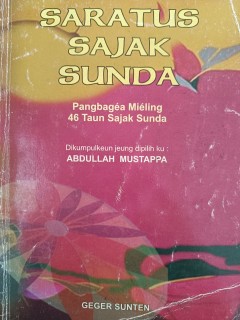 SARATUS
SAJAK
SUNDA
Pangbagéa Miéling
46 Taun Sajak Sunda
Dikumpulkeun jeung dipilih ku :
ABDULLAH MUSTAPPA
GEGER SUNTEN